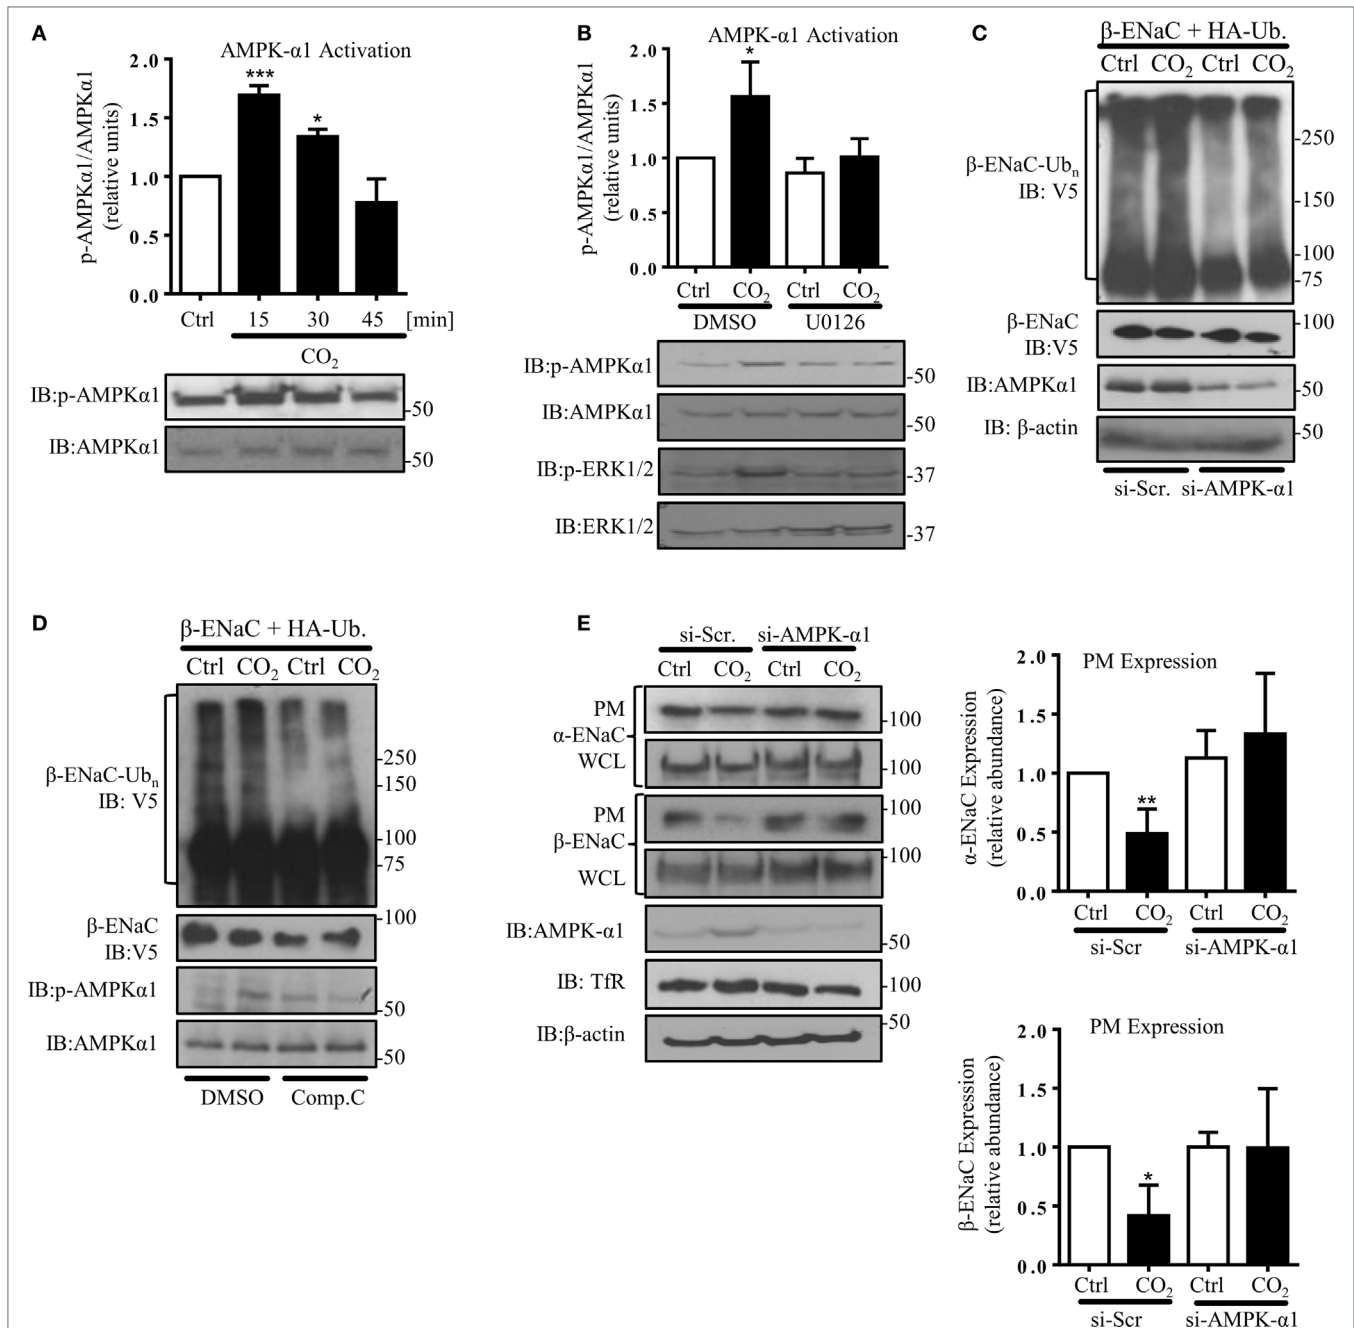 A
AMPK-α1 Activation
p-AMPKα1/AMPKα1
(relative units)
2.0
1.5
1.0
0.5
0.0
***
*
Ctrl 15 30 45 [min]
CO2
IB:p-AMPKα1
-50
IB:AMPKα1
-50
B
AMPK-α1 Activation
p-AMPKα1/AMPKα1
(relative units)
2.0
1.5
1.0
0.5
0.0
*
Ctrl CO2 Ctrl CO2
DMSO U0126
IB:p-AMPKα1
-50
IB:AMPKα1
-50
IB:p-ERK1/2
-37
IB:ERK1/2
-37
C
β-ENaC + HA-Ub.
Ctrl CO2 Ctrl CO2
β-ENaC-Ubn
IB: V5
-250
-150
-100
-75
β-ENaC
IB:V5
-100
IB:AMPKα1
-50
IB: β-actin
-50
si-Scr. si-AMPK-α1
D
β-ENaC + HA-Ub.
Ctrl CO2 Ctrl CO2
β-ENaC-Ubn
IB: V5
-250
-150
-100
-75
β-ENaC
IB:V5
-100
IB:p-AMPKα1
-50
IB:AMPKα1
-50
DMSO Comp.C
E
si-Scr. si-AMPK-α1
Ctrl CO2 Ctrl CO2
PM
-100
α-ENaC
WCL
-100
PM
-100
β-ENaC
WCL
-100
IB:AMPK-α1
-50
IB: TfR
-100
IB:β-actin
-50
PM Expression
α-ENaC Expression
(relative abundance)
2.0
1.5
1.0
0.5
0.0
**
Ctrl CO2 Ctrl CO2
si-Scr si-AMPK-α1
PM Expression
β-ENaC Expression
(relative abundance)
2.0
1.5
1.0
0.5
0.0
*
Ctrl CO2 Ctrl CO2
si-Scr si-AMPK-α1